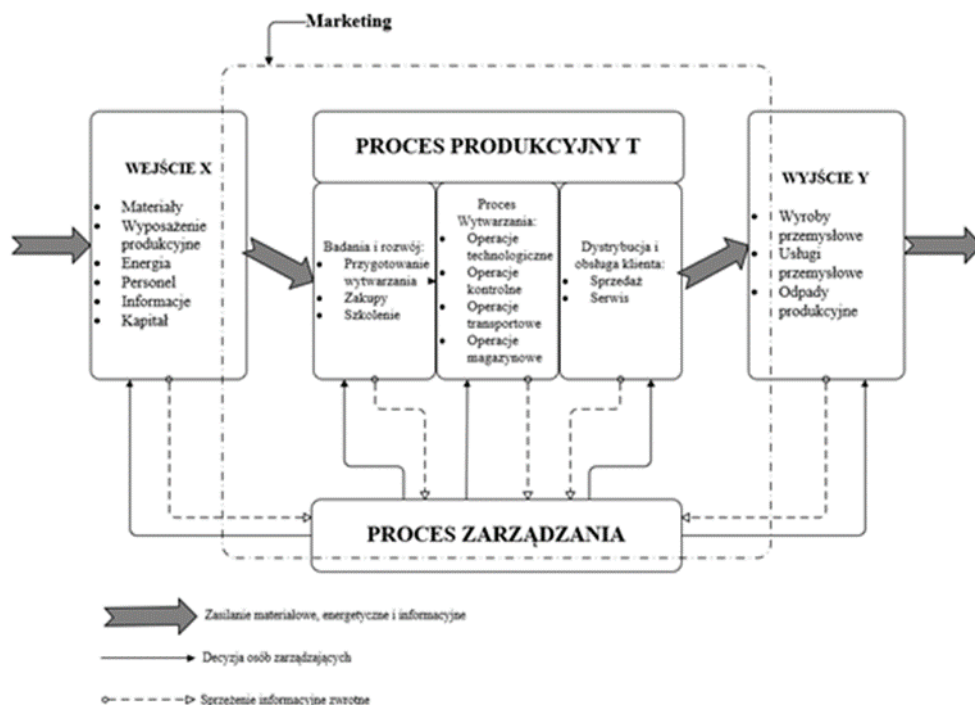 Marketing
WEJŚCIE X
• Materiały
• Wyposażenie
produkcyjne
• Energia
• Personel
• Informacje
• Kapitał
PROCES PRODUKCYJNY T
Badania i rozwój:
• Przygotowanie
wytwarzania
• Zakupy
• Szkolenie
Proces
Wytwarzania:
• Operacje
technologiczne
• Operacje
kontrolne
• Operacje
transportowe
• Operacje
magazynowe
Dystrybucja i
obsługa klienta:
• Sprzedaż
• Serwis
WYJŚCIE Y
• Wyroby
przemysłowe
• Usługi
przemysłowe
• Odpady
produkcyjne
PROCES ZARZĄDZANIA
Zasilanie materiałowe, energetyczne i informacyjne
Decyzja osób zarządzających
Sprzężenie informacyjne zwrotne